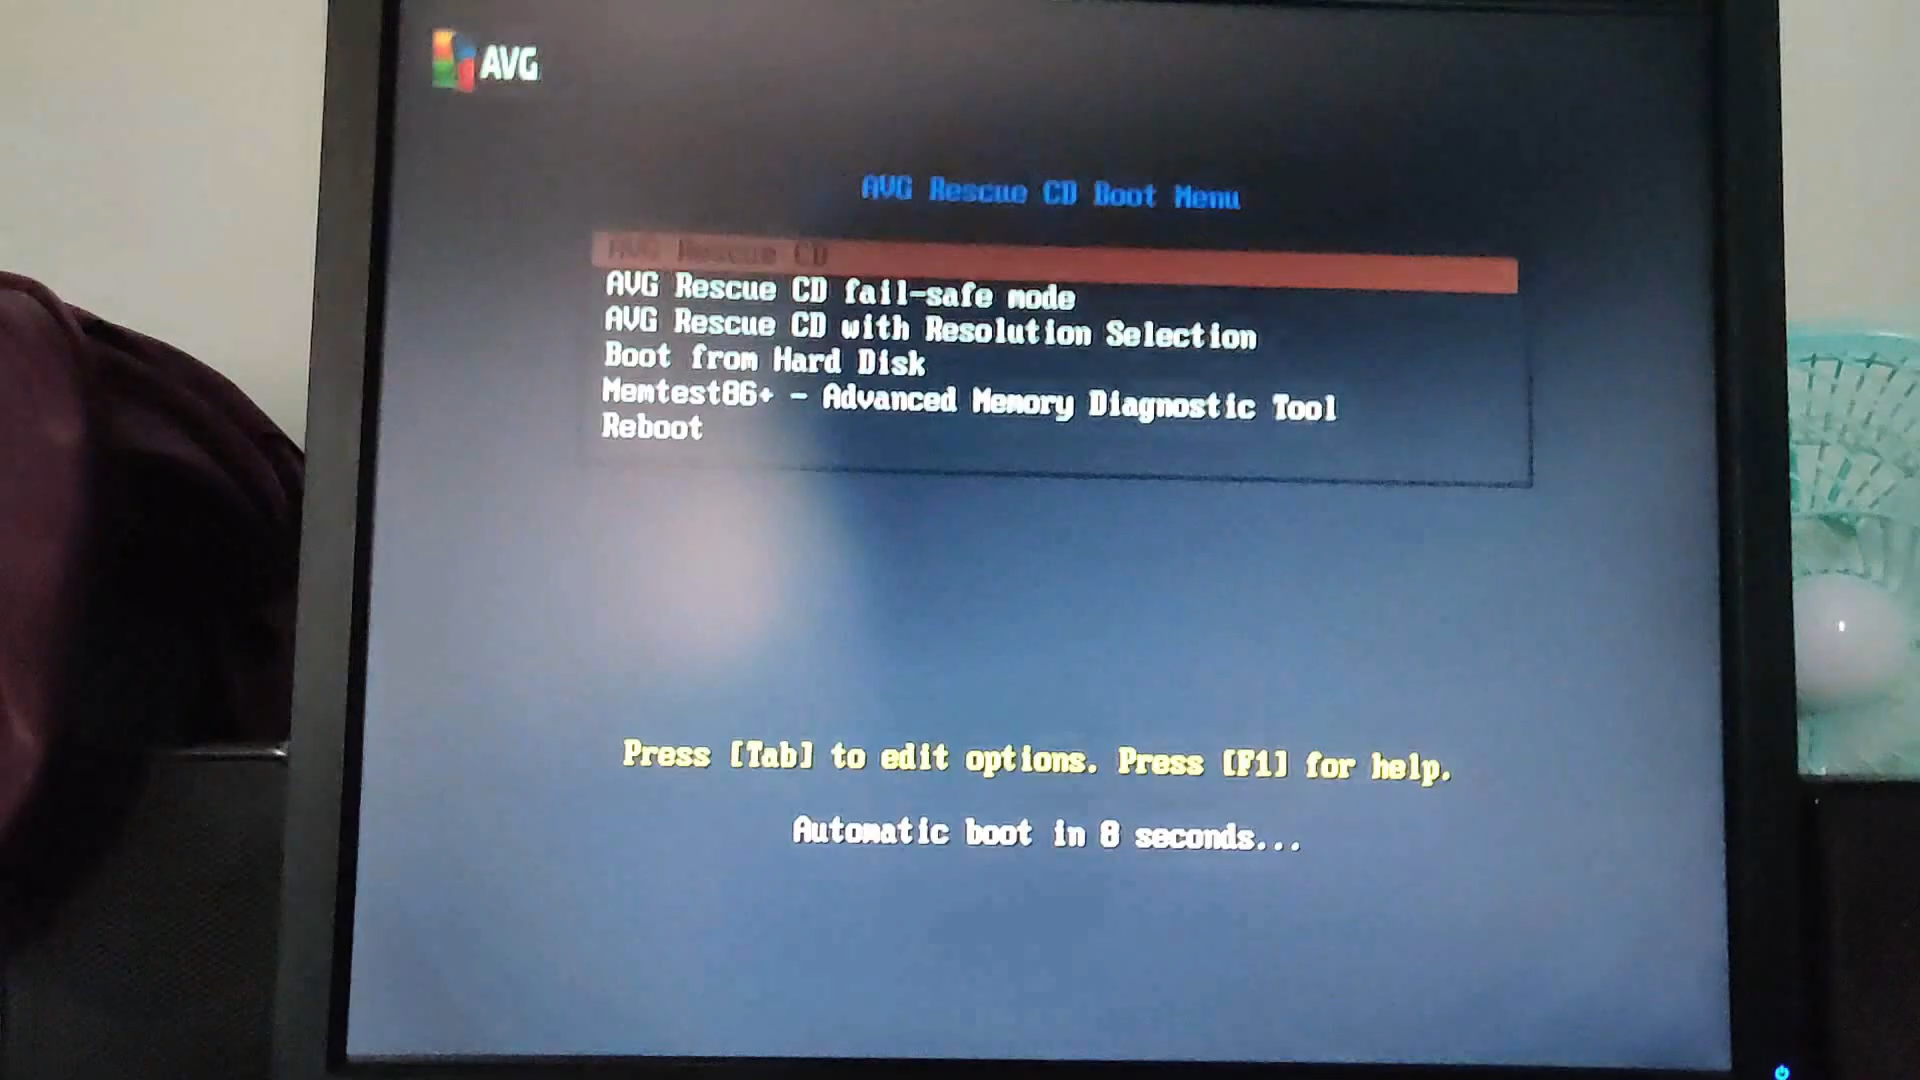 AVG
AVG Rescue CD Boot Menu
AVG Rescue CD
AVG Rescue CD fail-safe mode
AVG Rescue CD with Resolution Selection
Boot from Hard Disk
Memtest86+ - Advanced Memory Diagnostic Tool
Reboot
Press [Tab] to edit options. Press [F1] for help.
Automatic boot in 8 seconds...